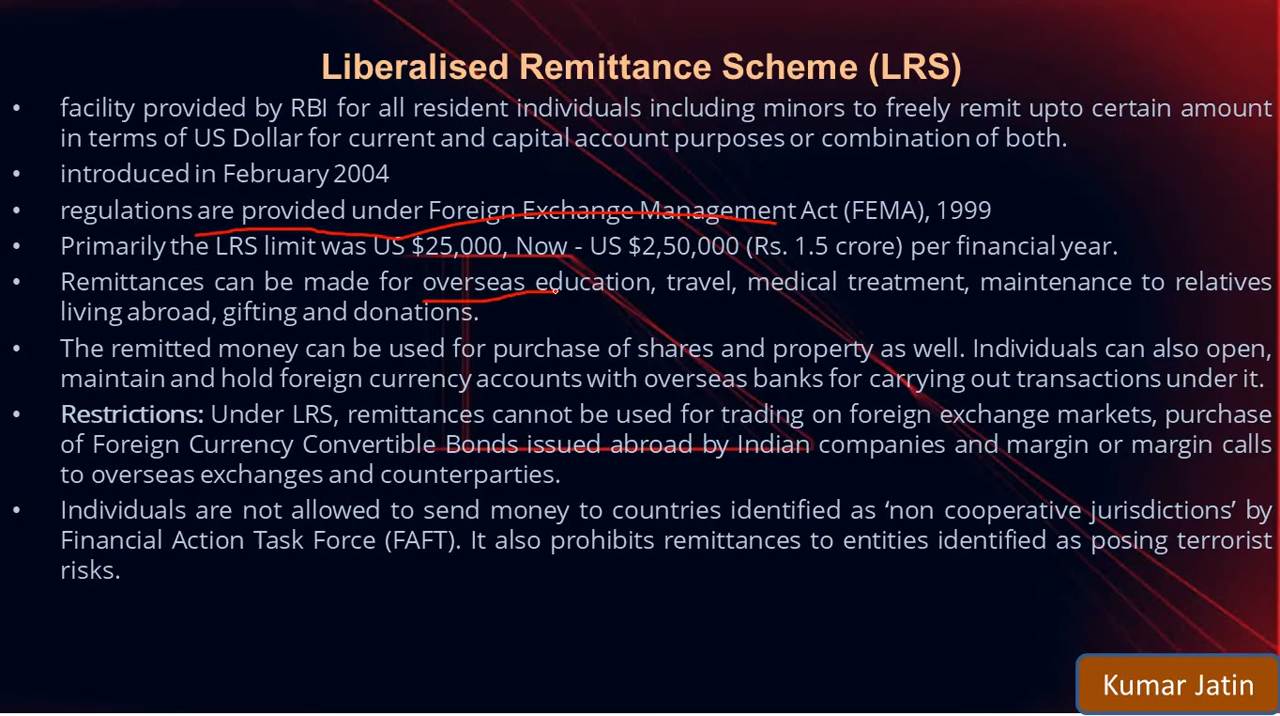 Liberalised Remittance Scheme (LRS)
• facility provided by RBI for all resident individuals including minors to freely remit upto certain amount
in terms of US Dollar for current and capital account purposes or combination of both.
• introduced in February 2004
• regulations are provided under Foreign Exchange Management Act (FEMA), 1999
• Primarily the LRS limit was US $25,000, Now - US $2,50,000 (Rs. 1.5 crore) per financial year.
• Remittances can be made for overseas education, travel, medical treatment, maintenance to relatives
living abroad, gifting and donations.
• The remitted money can be used for purchase of shares and property as well. Individuals can also open,
maintain and hold foreign currency accounts with overseas banks for carrying out transactions under it.
• Restrictions: Under LRS, remittances cannot be used for trading on foreign exchange markets, purchase
of Foreign Currency Convertible Bonds issued abroad by Indian companies and margin or margin calls
to overseas exchanges and counterparties.
• Individuals are not allowed to send money to countries identified as ‘non cooperative jurisdictions’ by
Financial Action Task Force (FAFT). It also prohibits remittances to entities identified as posing terrorist
risks.
Kumar Jatin